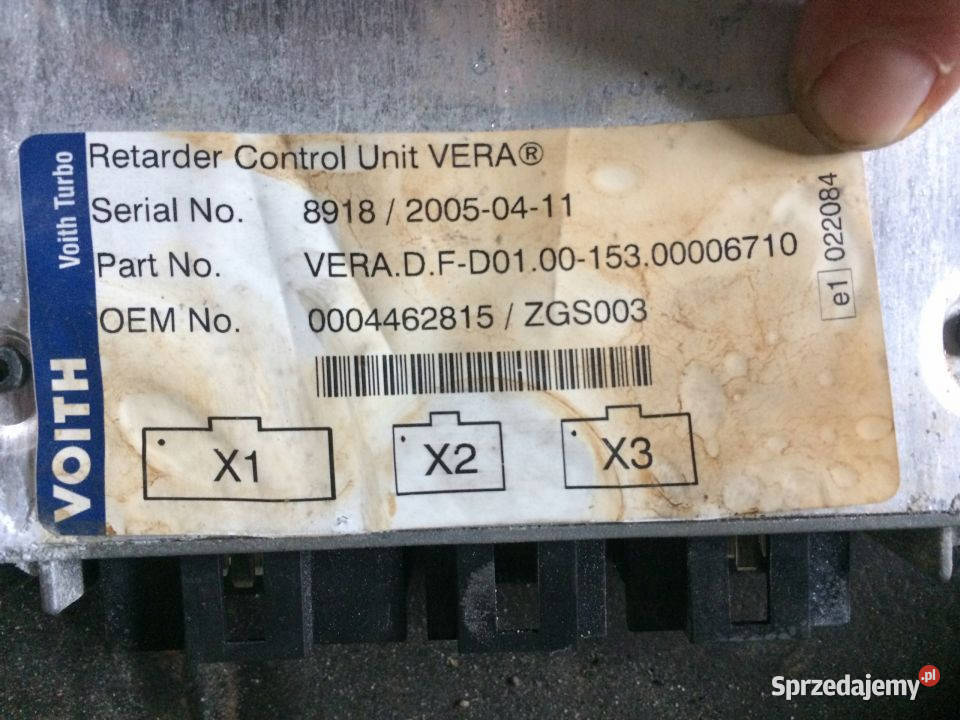 Voith Turbo
VOITH
Retarder Control Unit VERA®
Serial No. 8918 / 2005-04-11
Part No. VERA.D.F-D01.00-153.00006710
OEM No. 0004462815 / ZGS003
e1 022084
X1 X2 X3
Sprzedajemy.pl